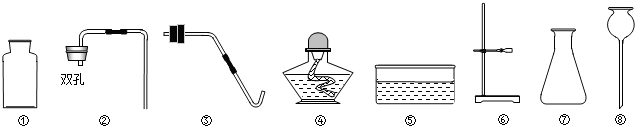 双孔
① ② ③ ④ ⑤ ⑥ ⑦ ⑧